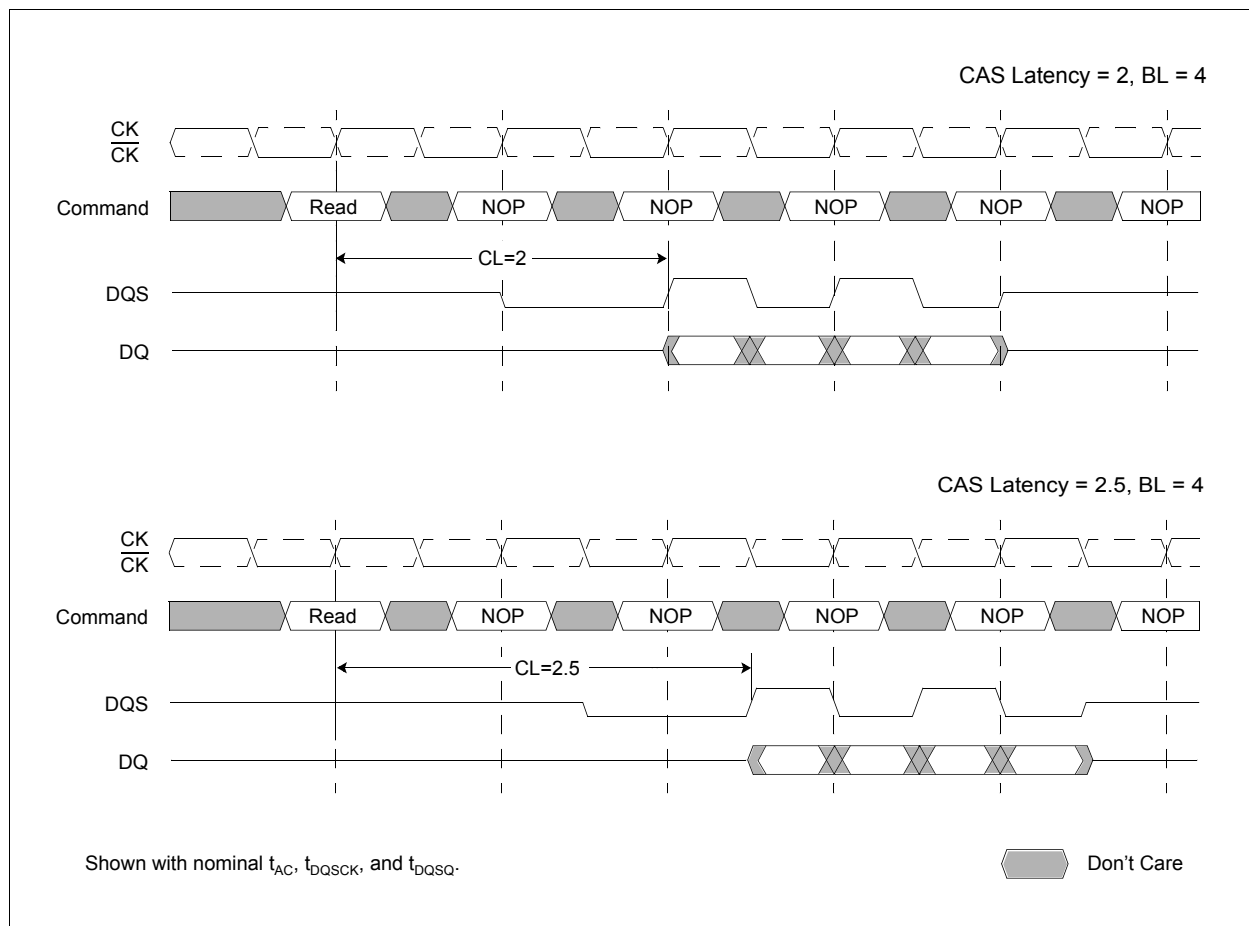 CAS Latency = 2, BL = 4
CK
CK
Command
Read
NOP
NOP
NOP
NOP
NOP
CL=2
DQS
DQ
CAS Latency = 2.5, BL = 4
CK
CK
Command
Read
NOP
NOP
NOP
NOP
NOP
CL=2.5
DQS
DQ
Shown with nominal tAC, tDQSCK, and tDQSQ.
Don't Care